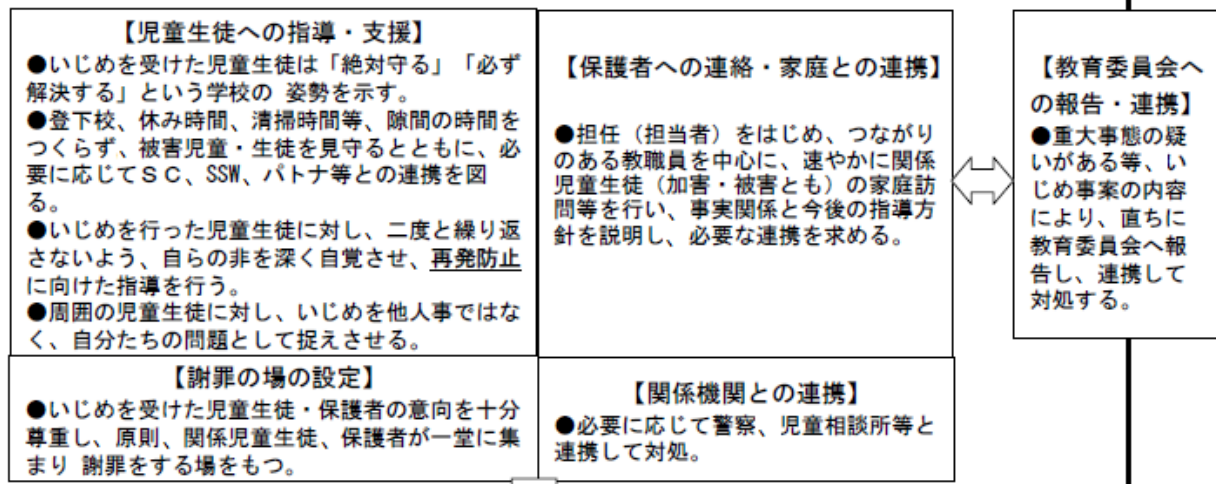 【児童生徒への指導・支援】
●いじめを受けた児童生徒は「絶対守る」「必ず
解決する」という学校の 姿勢を示す。
●登下校、休み時間、清掃時間等、隙間の時間を
つくらず、被害児童・生徒を見守るとともに、必
要に応じてＳＣ、SSW、パトナ等との連携を図
る。
●いじめを行った児童生徒に対し、二度と繰り返
さないよう、自らの非を深く自覚させ、再発防止
に向けた指導を行う。
●周囲の児童生徒に対し、いじめを他人事ではな
く、自分たちの問題として捉えさせる。
【保護者への連絡・家庭との連携】
●担任（担当者）をはじめ、つながり
のある教職員を中心に、速やかに関係
児童生徒（加害・被害とも）の家庭訪
問等を行い、事実関係と今後の指導方
針を説明し、必要な連携を求める。
【教育委員会へ
の報告・連携】
●重大事態の疑
いがある等、い
じめ事案の内容
により、直ちに
教育委員会へ報
告し、連携して
対処する。
【謝罪の場の設定】
●いじめを受けた児童生徒・保護者の意向を十分
尊重し、原則、関係児童生徒、保護者が一堂に集
まり 謝罪をする場をもつ。
【関係機関との連携】
●必要に応じて警察、児童相談所等と
連携して対処。